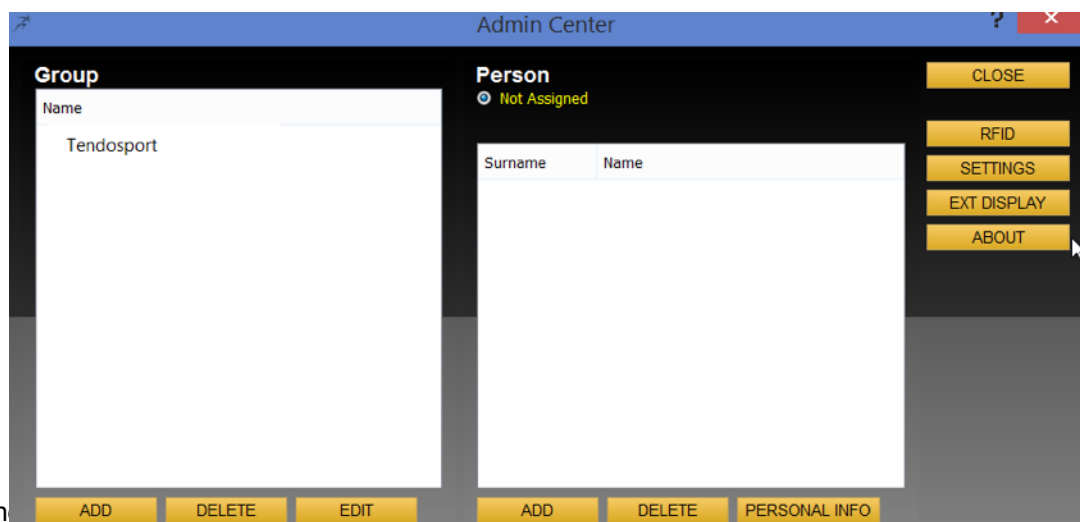 Admin Center
?
Group
Name
Tendosport
ADD DELETE EDIT
Person
Not Assigned
Surname Name
ADD DELETE PERSONAL INFO
CLOSE
RFID
SETTINGS
EXT DISPLAY
ABOUT